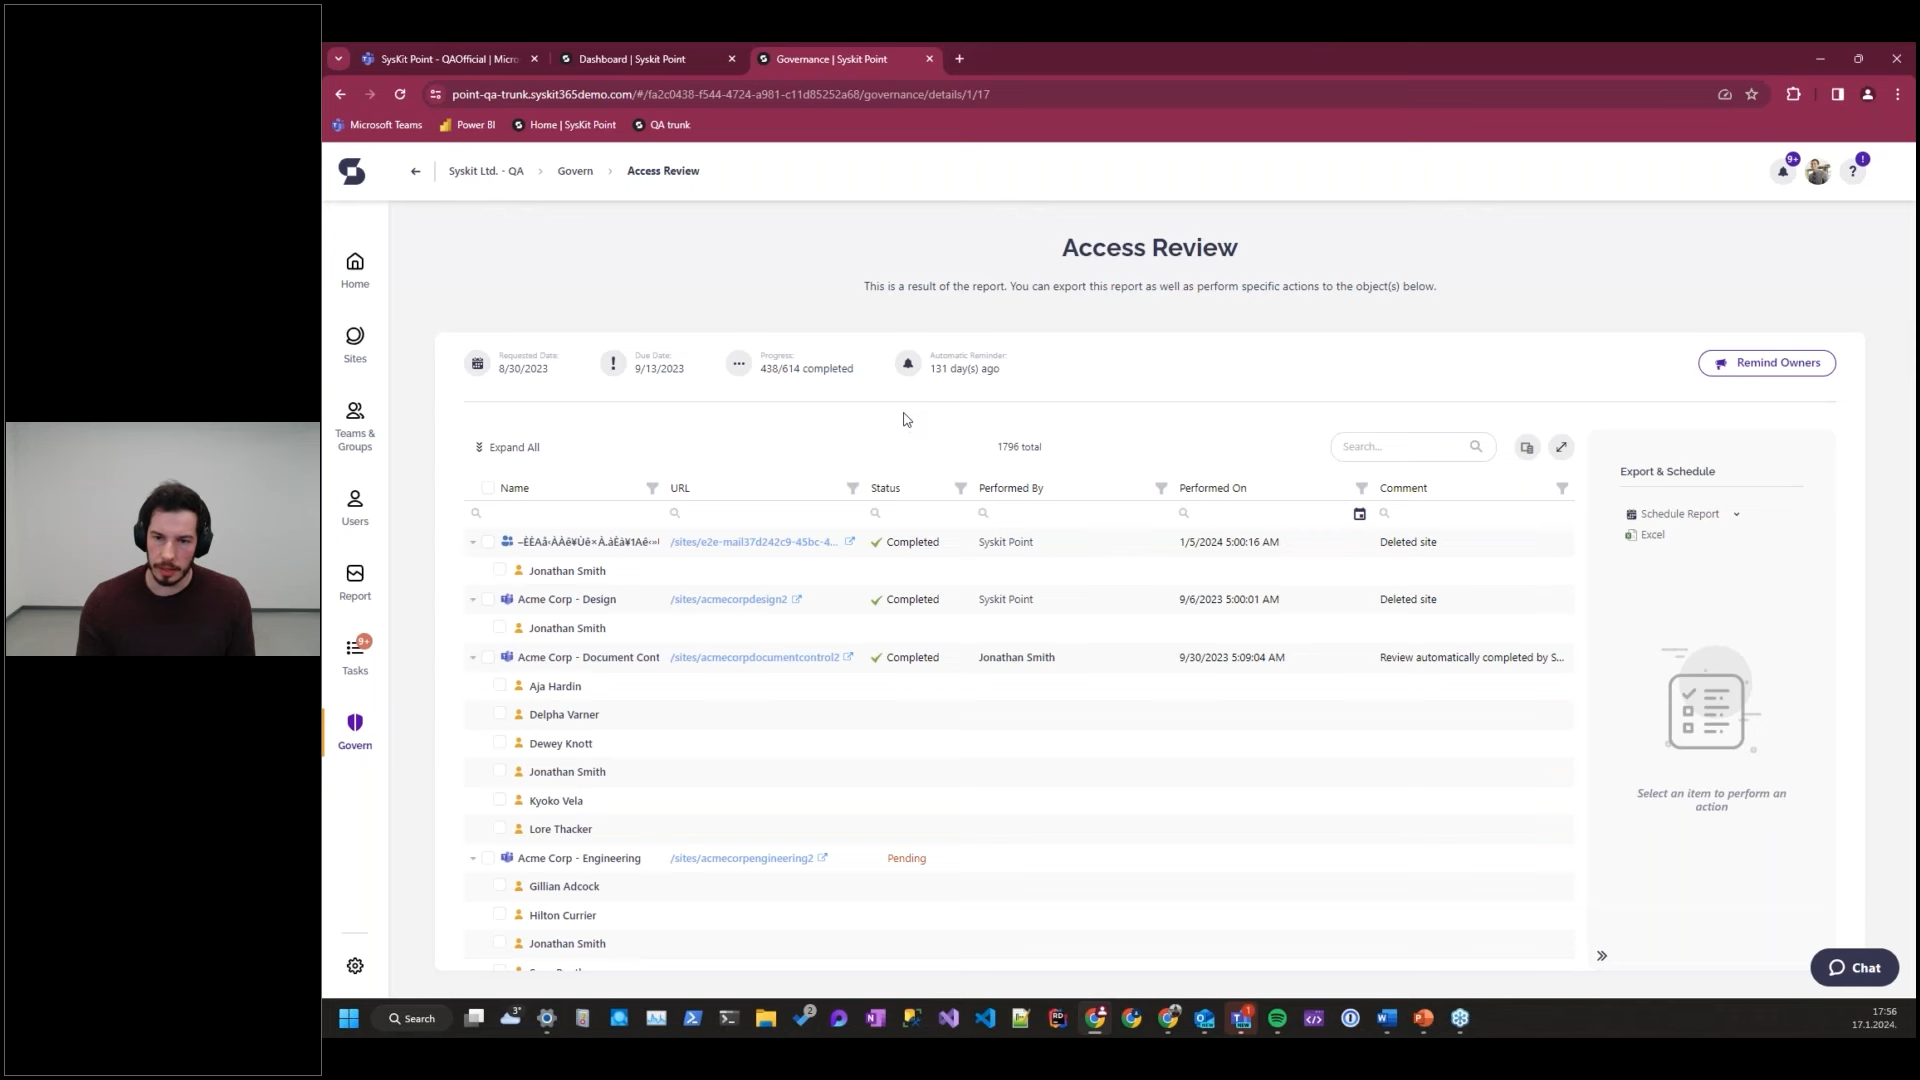 SysKit Point - QAOfficial | Micro
Dashboard | Syskit Point
Governance | Syskit Point
point-qa-trunk.syskit365demo.com/#/fa2c0438-f544-4724-a981-c11d85252a68/governance/details/1/17
Microsoft Teams
Power BI
Home | SysKit Point
QA trunk
Syskit Ltd. - QA > Govern > Access Review
9+
!
?
Access Review
This is a result of the report. You can export this report as well as perform specific actions to the object(s) below.
Home
Sites
Teams &
Groups
Users
Report
9+
Tasks
Govern
Requested Date:
8/30/2023
Due Date:
9/13/2023
Progress:
438/614 completed
Automatic Reminder:
131 day(s) ago
Remind Owners
Expand All
1796 total
Search...
Name URL Status Performed By Performed On Comment
/sites/e2e-mail37d242c9-45bc-4... Completed Syskit Point 1/5/2024 5:00:16 AM Deleted site
Jonathan Smith
Acme Corp - Design /sites/acmecorpdesign2 Completed Syskit Point 9/6/2023 5:00:01 AM Deleted site
Jonathan Smith
Acme Corp - Document Cont /sites/acmecorpdocumentcontrol2 Completed Jonathan Smith 9/30/2023 5:09:04 AM Review automatically completed by S...
Aja Hardin
Delpha Varner
Dewey Knott
Jonathan Smith
Kyoko Vela
Lore Thacker
Acme Corp - Engineering /sites/acmecorpengineering2 Pending
Gillian Adcock
Hilton Currier
Jonathan Smith
Export & Schedule
Schedule Report
Excel
Select an item to perform an
action
Chat
Search
3°
2
1
17:56
17.1.2024.